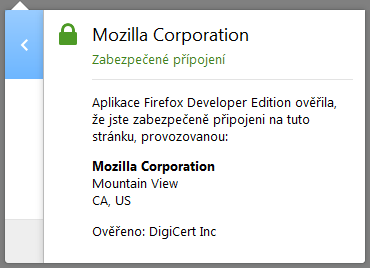 Mozilla Corporation
Zabezpečené připojení
Aplikace Firefox Developer Edition ověřila,
že jste zabezpečeně připojeni na tuto
stránku, provozovanou:
Mozilla Corporation
Mountain View
CA, US
Ověřeno: DigiCert Inc